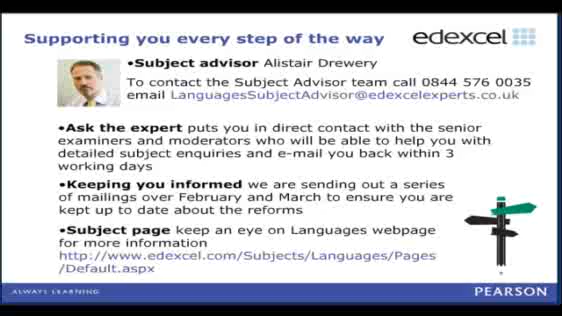 Supporting you every step of the way
edexcel
•Subject advisor Alistair Drewery
To contact the Subject Advisor team call 0844 576 0035
email LanguagesSubjectAdvisor@edexcelexperts.co.uk
•Ask the expert puts you in direct contact with the senior
examiners and moderators who will be able to help you with
detailed subject enquiries and e-mail you back within 3
working days
•Keeping you informed we are sending out a series
of mailings over February and March to ensure you are
kept up to date about the reforms
•Subject page keep an eye on Languages webpage
for more information
http://www.edexcel.com/Subjects/Languages/Pages
/Default.aspx
ALWAYS LEARNING
PEARSON